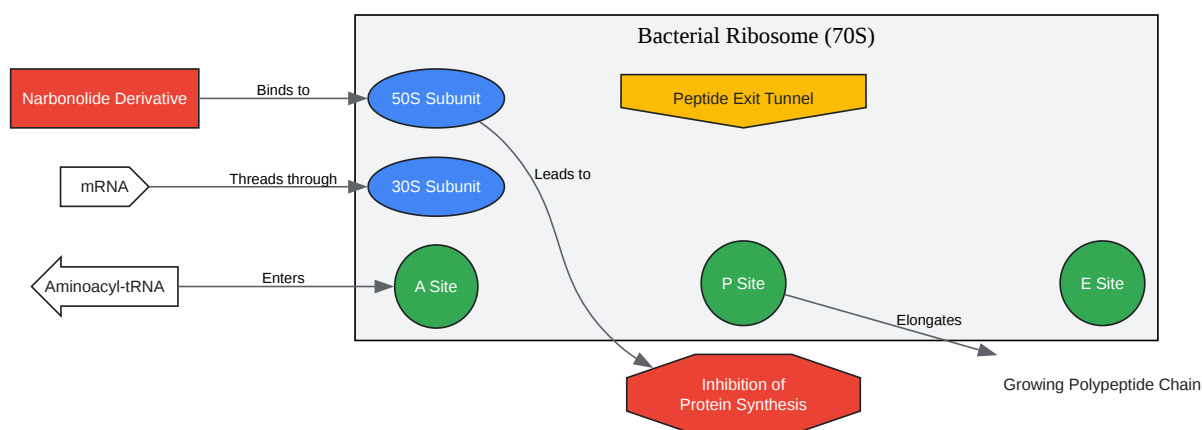 Bacterial Ribosome (70S)
Narbonolide Derivative
Binds to
50S Subunit
Peptide Exit Tunnel
mRNA
Threads through
30S Subunit
Leads to
Aminoacyl-tRNA
Enters
A Site
P Site
E Site
Elongates
Inhibition of
Protein Synthesis
Growing Polypeptide Chain